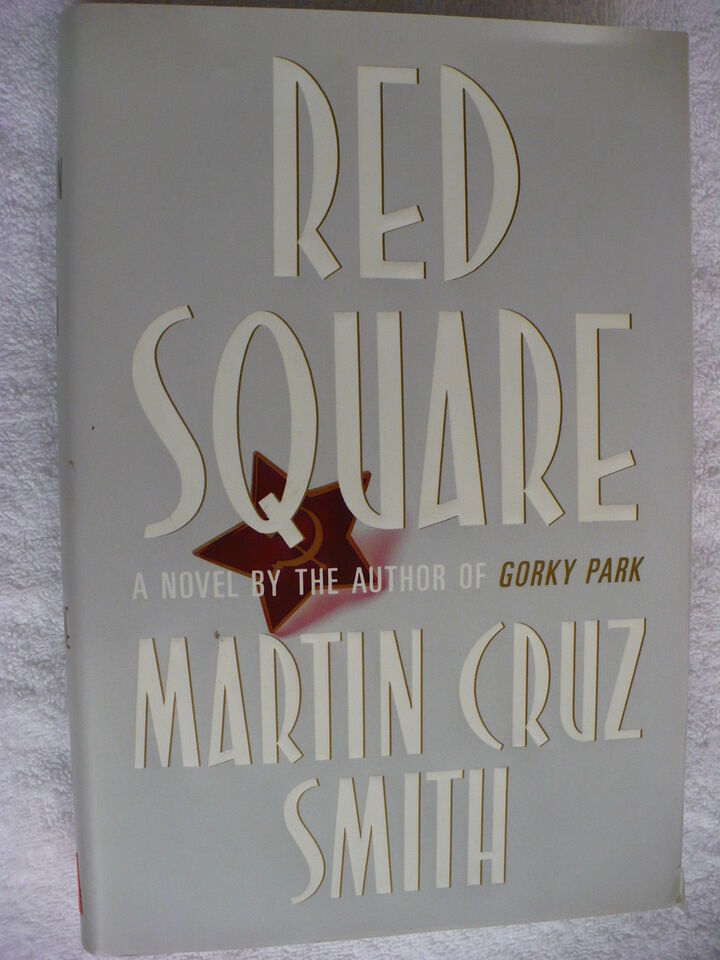 RED
SQUARE
A NOVEL BY THE AUTHOR OF GORKY PARK
MARTIN CRUZ
SMITH